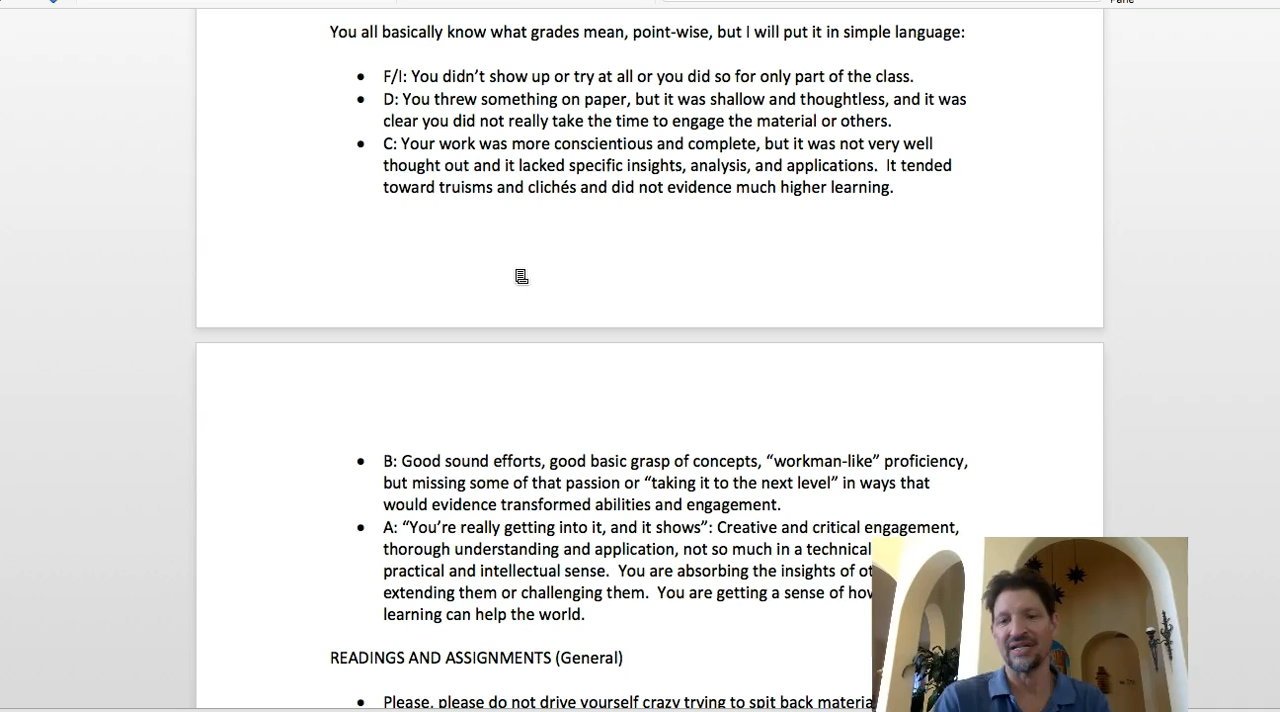 You all basically know what grades mean, point-wise, but I will put it in simple language:
• F/I: You didn't show up or try at all or you did so for only part of the class.
• D: You threw something on paper, but it was shallow and thoughtless, and it was
clear you did not really take the time to engage the material or others.
• C: Your work was more conscientious and complete, but it was not very well
thought out and it lacked specific insights, analysis, and applications.  It tended
toward truisms and clichés and did not evidence much higher learning.
• B: Good sound efforts, good basic grasp of concepts, “workman-like” proficiency,
but missing some of that passion or “taking it to the next level” in ways that
would evidence transformed abilities and engagement.
• A: “You’re really getting into it, and it shows”: Creative and critical engagement,
thorough understanding and application, not so much in a technical
practical and intellectual sense.  You are absorbing the insights of
extending them or challenging them.  You are getting a sense of
learning can help the world.
READINGS AND ASSIGNMENTS (General)
• Please, please do not drive yourself crazy trying to spit back